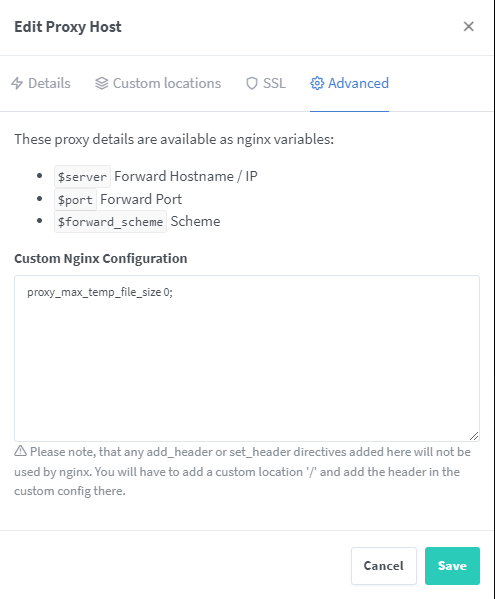 Edit Proxy Host
Details Custom locations SSL Advanced
These proxy details are available as nginx variables:
$server Forward Hostname / IP
$port Forward Port
$forward_scheme Scheme
Custom Nginx Configuration
proxy_max_temp_file_size 0;
Please note, that any add_header or set_header directives added here will not be
used by nginx. You will have to add a custom location '/' and add the header in the
custom config there.
Cancel Save